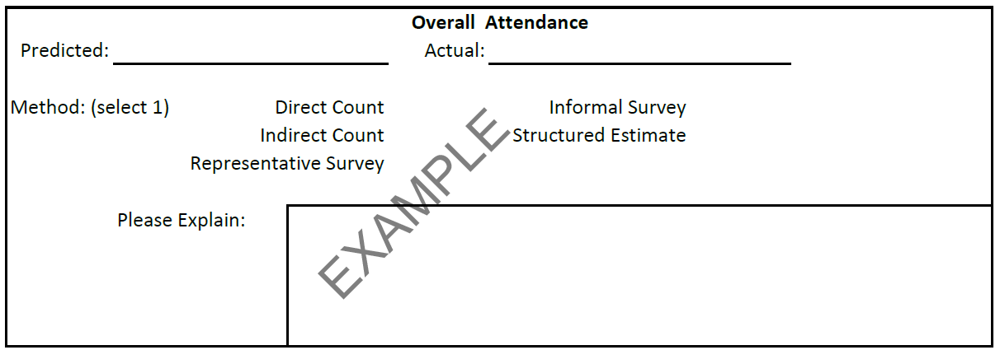 Overall Attendance
Predicted: Actual:
Method: (select 1) Direct Count Informal Survey
Indirect Count Structured Estimate
Representative Survey
Please Explain:
EXAMPLE